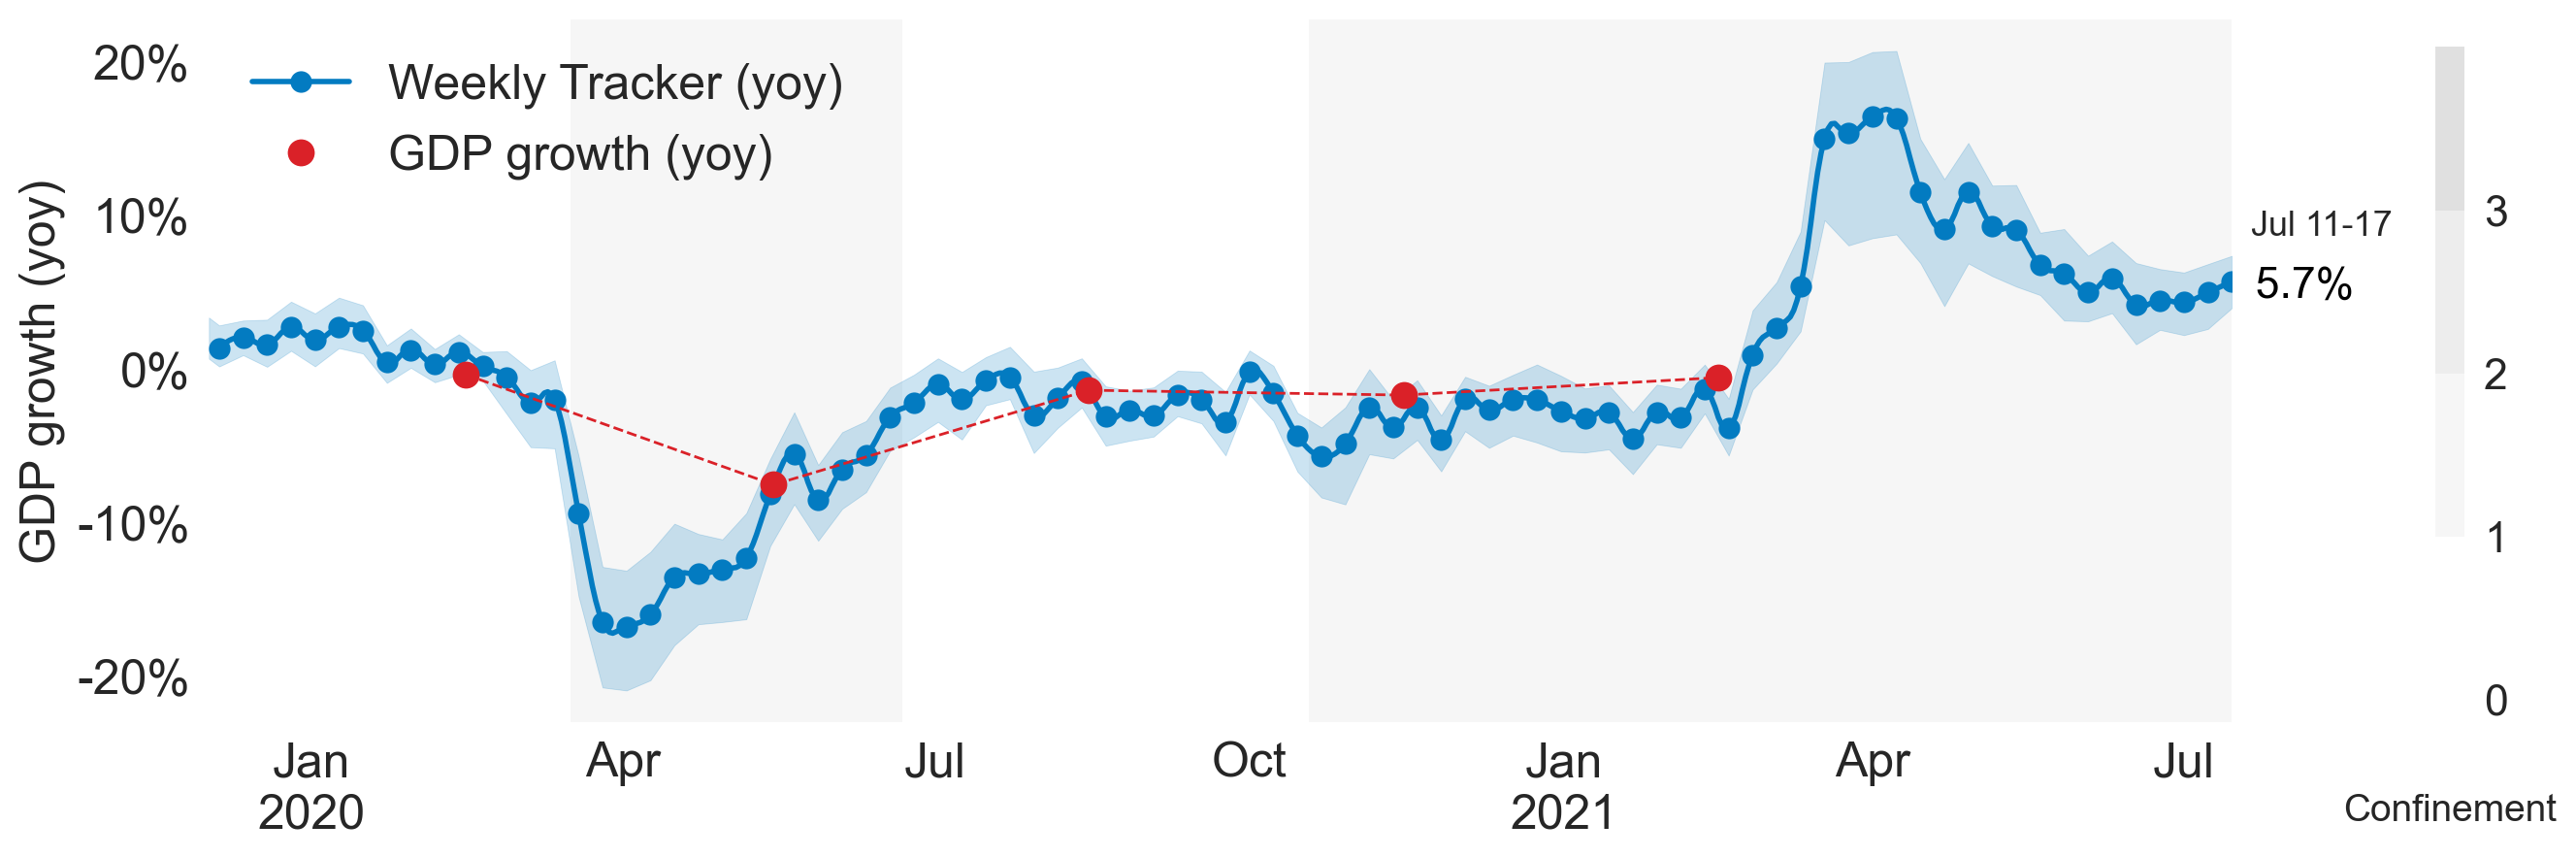 GDP growth (yoy)
20%
10%
0%
-10%
-20%
Weekly Tracker (yoy)
GDP growth (yoy)
Jul 11-17
5.7%
3
2
1
0
Jan Apr Jul Oct Jan Apr Jul
2020 2021
Confinement